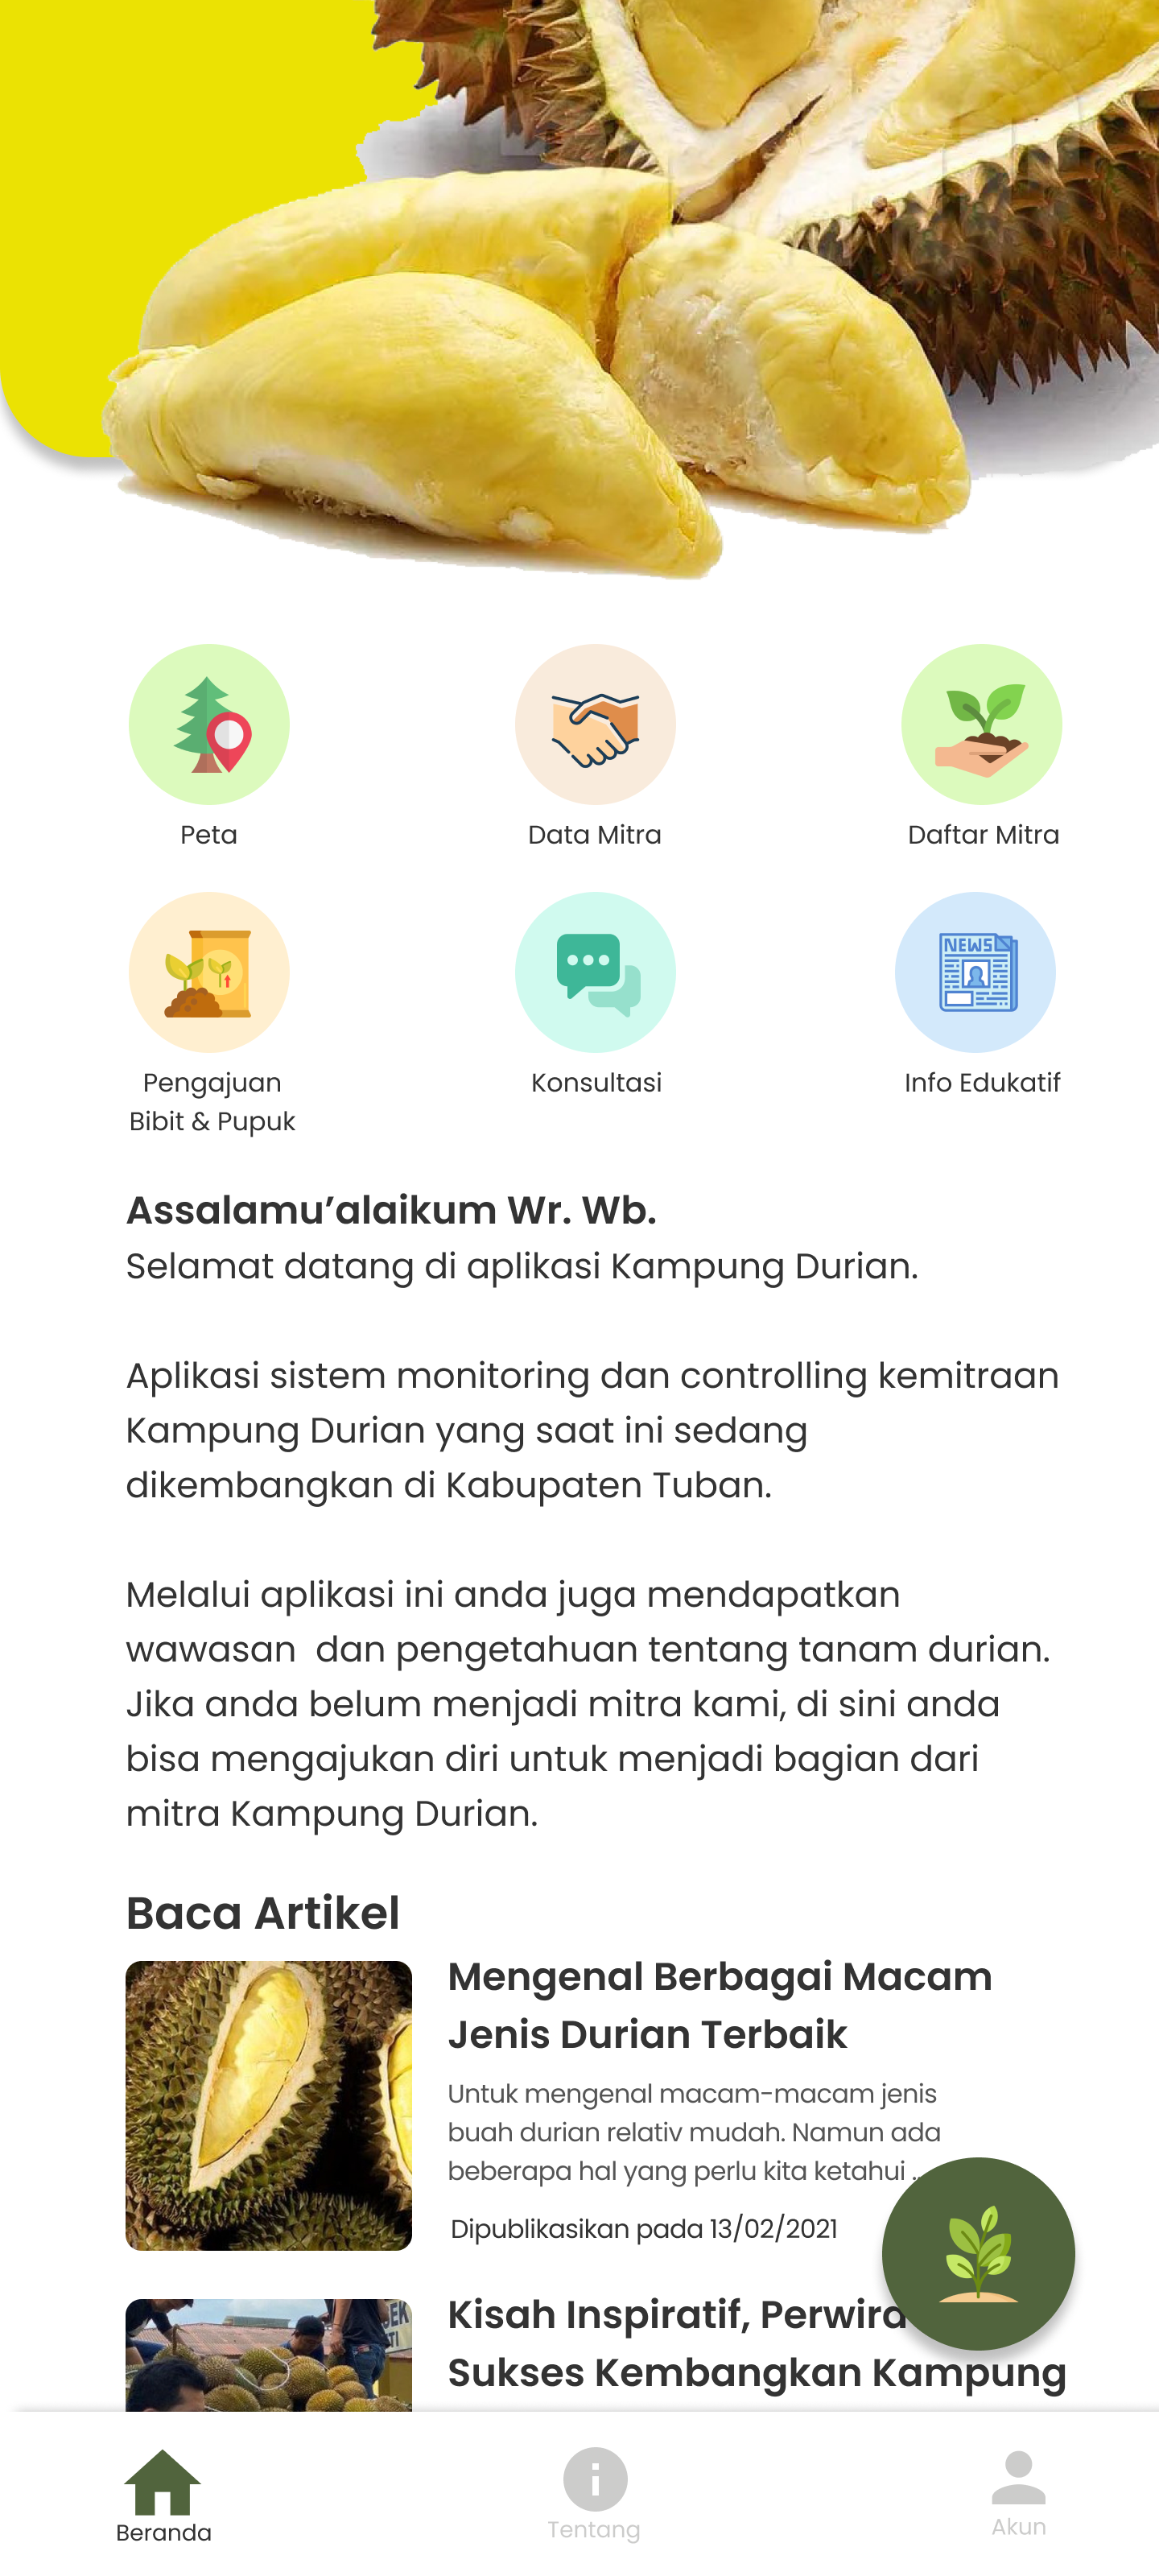 Peta
Data Mitra
Daftar Mitra
NEWS
Pengajuan
Bibit & Pupuk
Konsultasi
Info Edukatif
Assalamu’alaikum Wr. Wb.
Selamat datang di aplikasi Kampung Durian.
Aplikasi sistem monitoring dan controlling kemitraan
Kampung Durian yang saat ini sedang
dikembangkan di Kabupaten Tuban.
Melalui aplikasi ini anda juga mendapatkan
wawasan  dan pengetahuan tentang tanam durian.
Jika anda belum menjadi mitra kami, di sini anda
bisa mengajukan diri untuk menjadi bagian dari
mitra Kampung Durian.
Baca Artikel
Mengenal Berbagai Macam
Jenis Durian Terbaik
Untuk mengenal macam-macam jenis
buah durian relativ mudah. Namun ada
beberapa hal yang perlu kita ketahui ..
Dipublikasikan pada 13/02/2021
Kisah Inspiratif, Perwira
Sukses Kembangkan Kampung
Beranda
Tentang
Akun